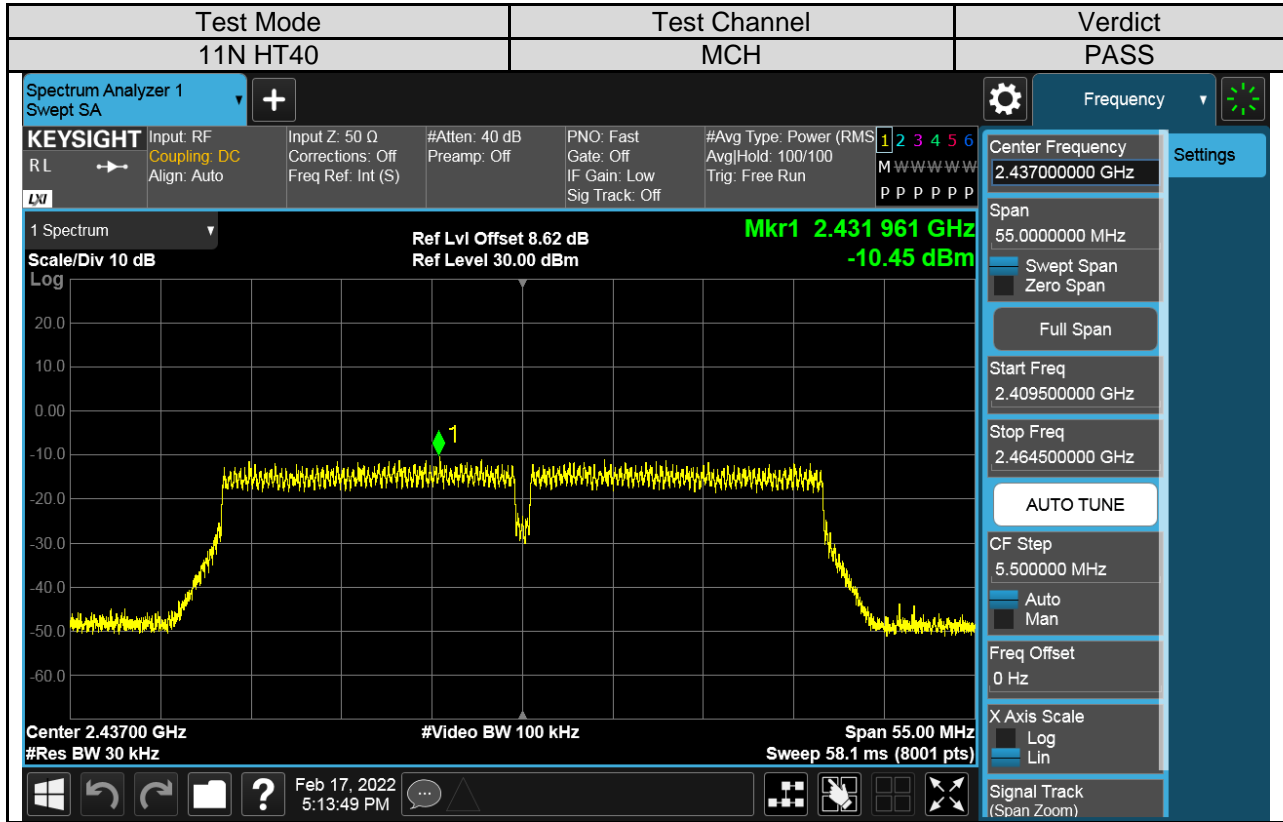 Test Mode Test Channel Verdict
11N HT40 MCH PASS
Spectrum Analyzer 1
Swept SA
+
Frequency
KEYSIGHT
R L
LXI
Input: RF
Coupling: DC
Align: Auto
Input Z: 50 Ω
Corrections: Off
Freq Ref: Int (S)
#Atten: 40 dB
Preamp: Off
PNO: Fast
Gate: Off
IF Gain: Low
Sig Track: Off
#Avg Type: Power (RMS
Avg|Hold: 100/100
Trig: Free Run
1 2 3 4 5 6
M W W W W W
P P P P P P
1 Spectrum
Scale/Div 10 dB
Log
Ref Lvl Offset 8.62 dB
Ref Level 30.00 dBm
Mkr1 2.431 961 GHz
-10.45 dBm
20.0
10.0
0.00
-10.0
-20.0
-30.0
-40.0
-50.0
-60.0
1
Center 2.43700 GHz
#Res BW 30 kHz
#Video BW 100 kHz
Span 55.00 MHz
Sweep 58.1 ms (8001 pts)
Center Frequency
2.437000000 GHz
Settings
Span
55.0000000 MHz
Swept Span
Zero Span
Full Span
Start Freq
2.409500000 GHz
Stop Freq
2.464500000 GHz
AUTO TUNE
CF Step
5.500000 MHz
Auto
Man
Freq Offset
0 Hz
X Axis Scale
Log
Lin
Signal Track
(Span Zoom)
?
Feb 17, 2022
5:13:49 PM